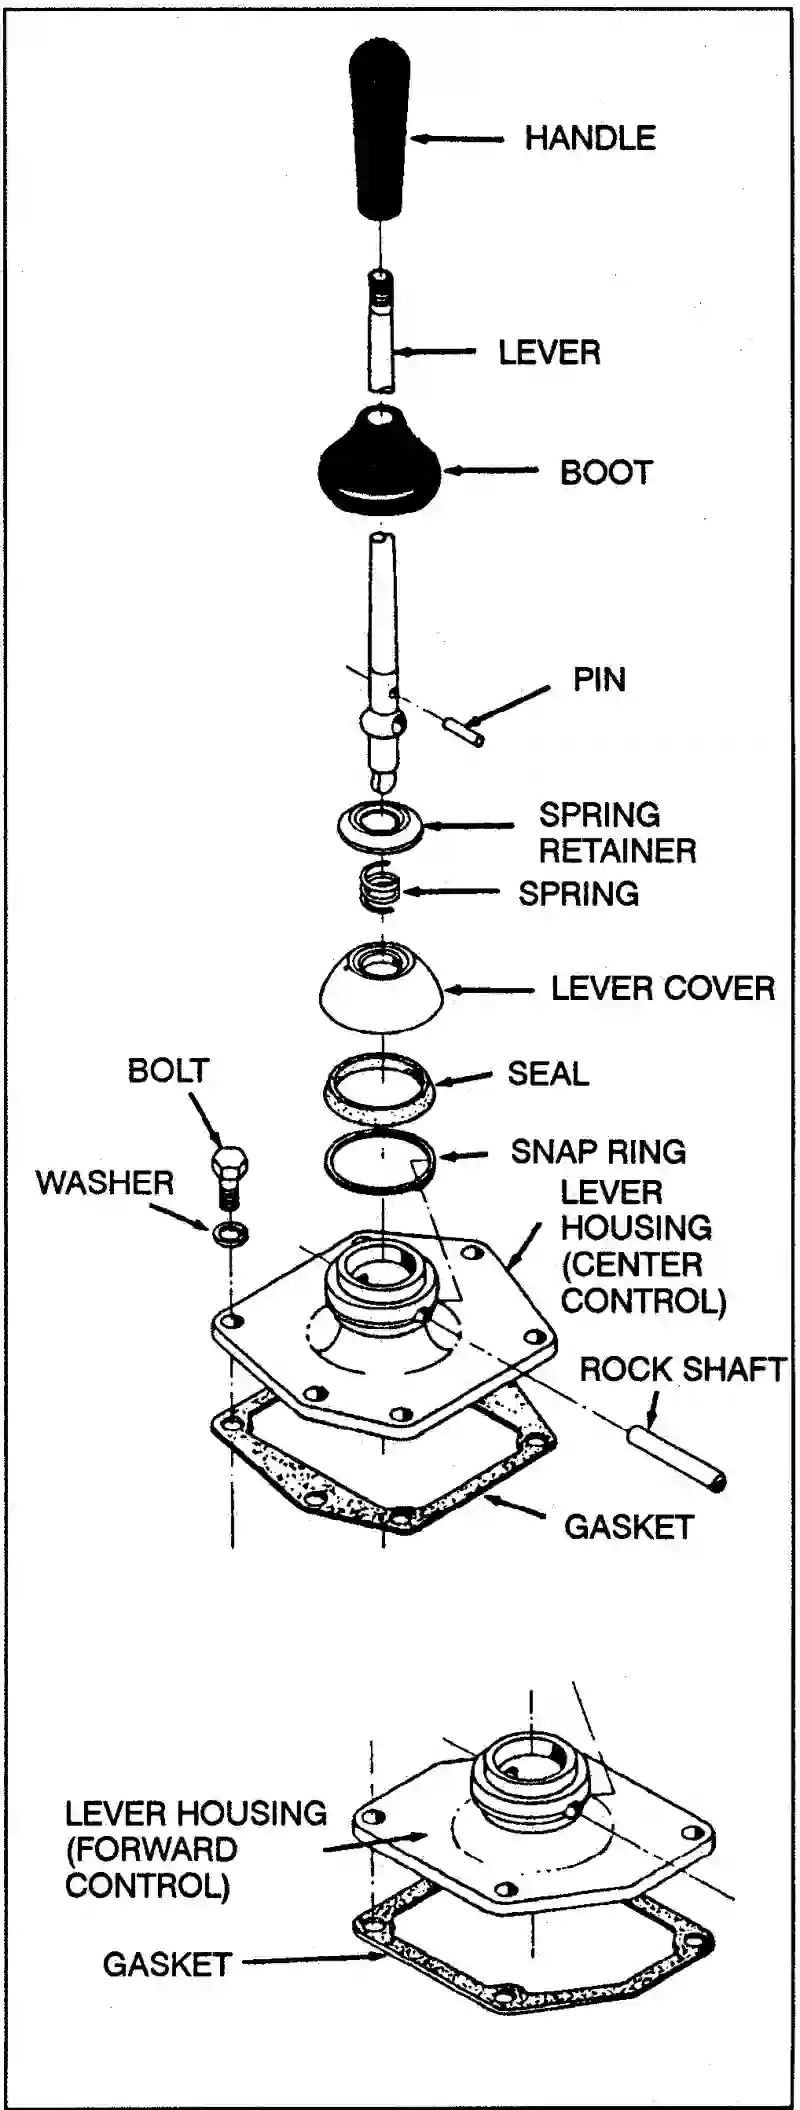 HANDLE
LEVER
BOOT
PIN
SPRING
RETAINER
SPRING
LEVER COVER
BOLT
SEAL
SNAP RING
WASHER
LEVER
HOUSING
(CENTER
CONTROL)
ROCK SHAFT
GASKET
LEVER HOUSING
(FORWARD
CONTROL)
GASKET